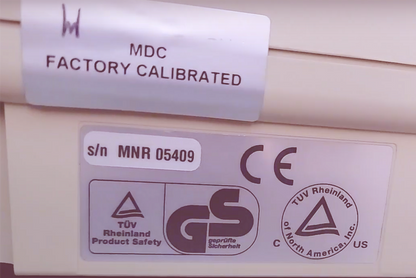 MDC
FACTORY CALIBRATED
s/n MNR 05409
CE
TÜV
Rheinland
Product Safety
GS
geprüfte
Sicherheit
TUV Rheinland
of North America, Inc.
C US